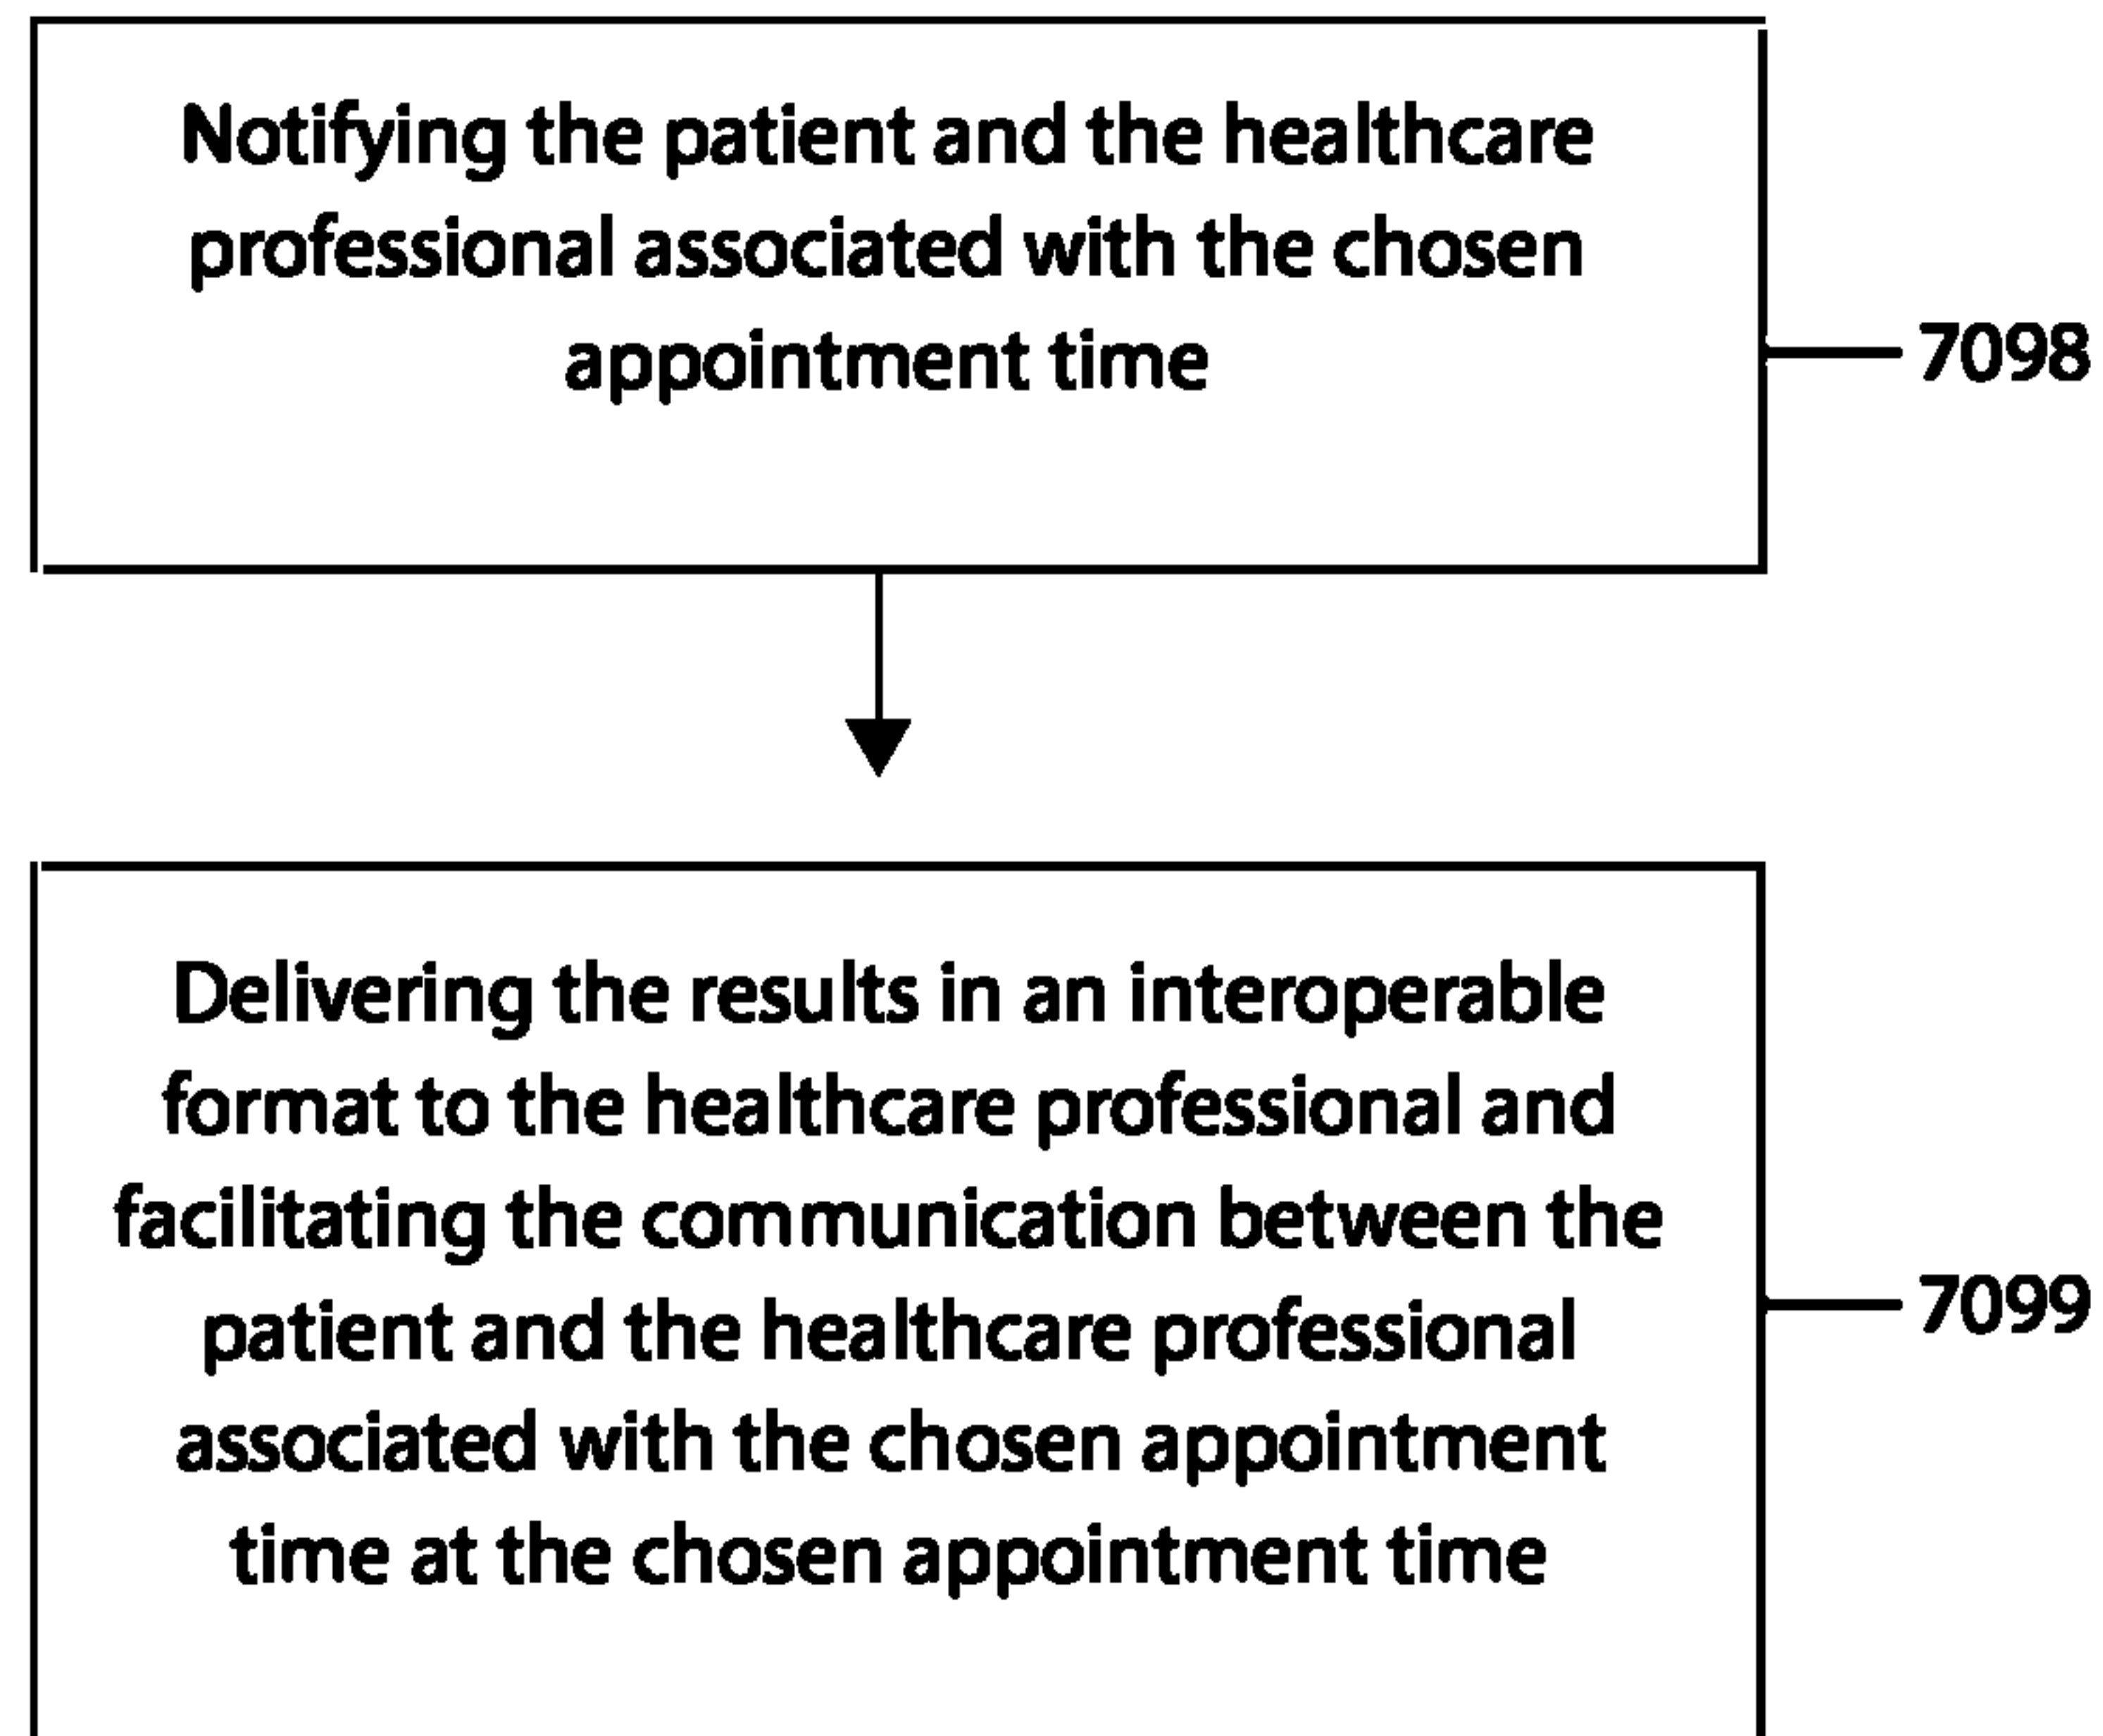 Notifying the patient and the healthcare
professional associated with the chosen
appointment time
7098
Delivering the results in an interoperable
format to the healthcare professional and
facilitating the communication between the
patient and the healthcare professional
associated with the chosen appointment
time at the chosen appointment time
7099